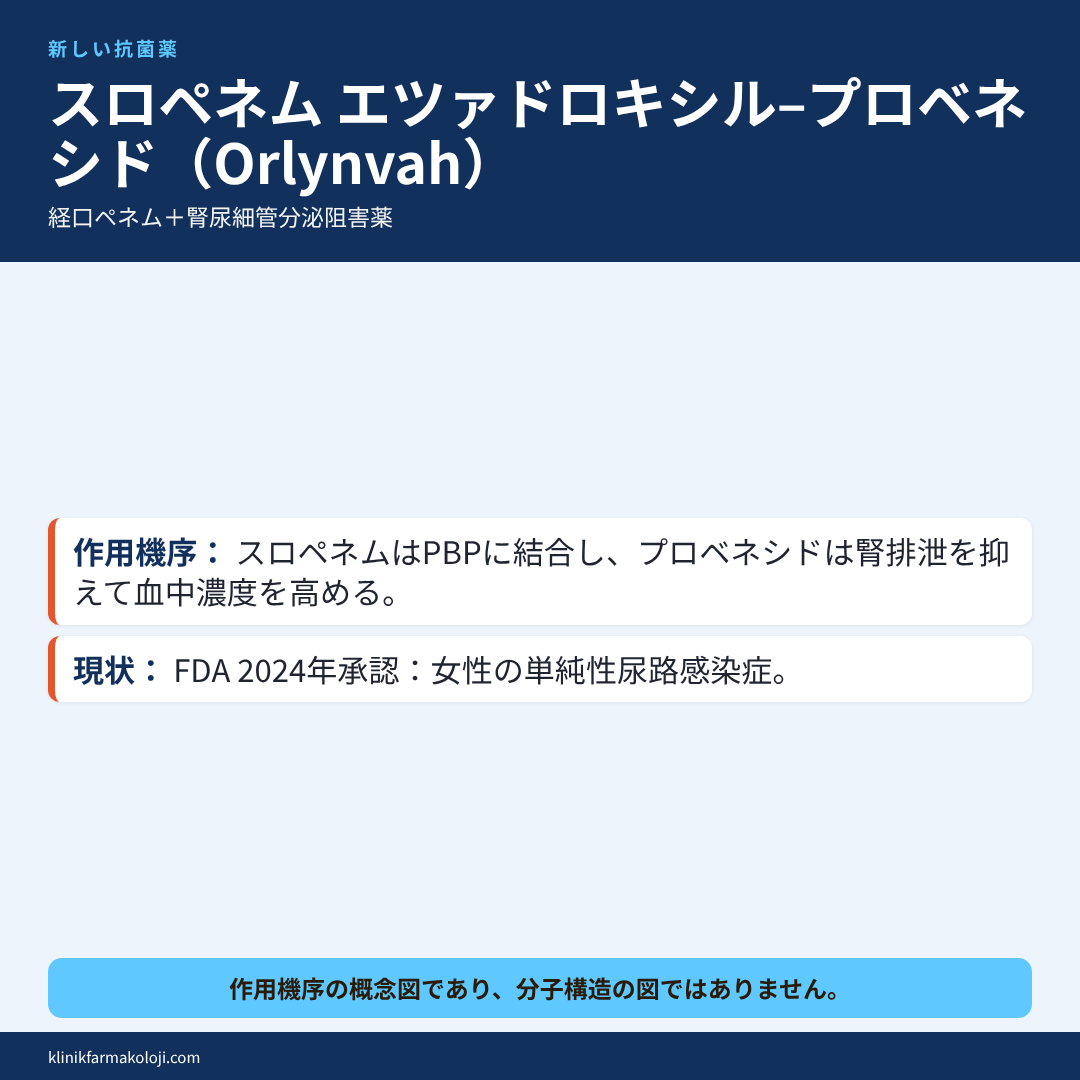 新しい抗菌薬
スロペネム エツァドロキシル–プロベネ
シド（Orlynvah）
経口ペネム＋腎尿細管分泌阻害薬
作用機序： スロペネムはPBPに結合し、プロベネシドは腎排泄を抑
えて血中濃度を高める。
現状： FDA 2024年承認：女性の単純性尿路感染症。
作用機序の概念図であり、分子構造の図ではありません。
klinikfarmakoloji.com